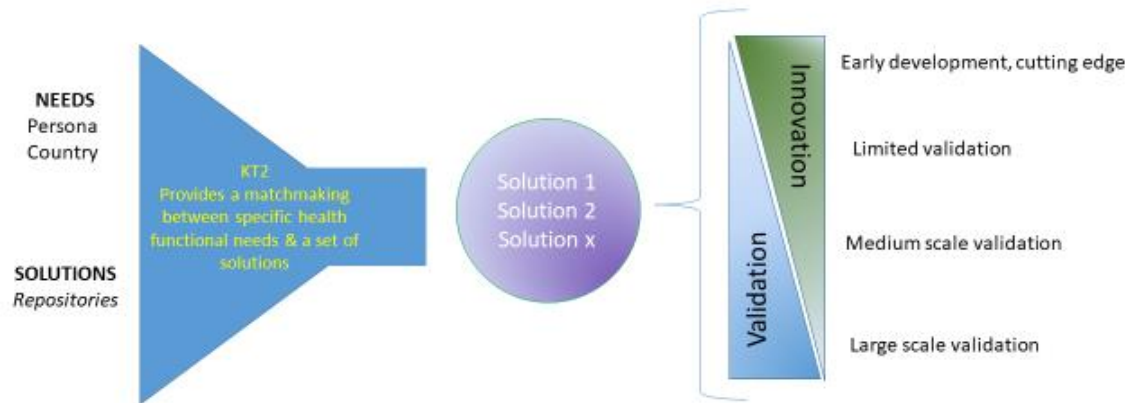 NEEDS
Persona
Country
SOLUTIONS
Repositories
KT2
Provides a matchmaking
between specific health
functional needs & a set of
solutions
Solution 1
Solution 2
Solution x
Innovation
Validation
Early development, cutting edge
Limited validation
Medium scale validation
Large scale validation